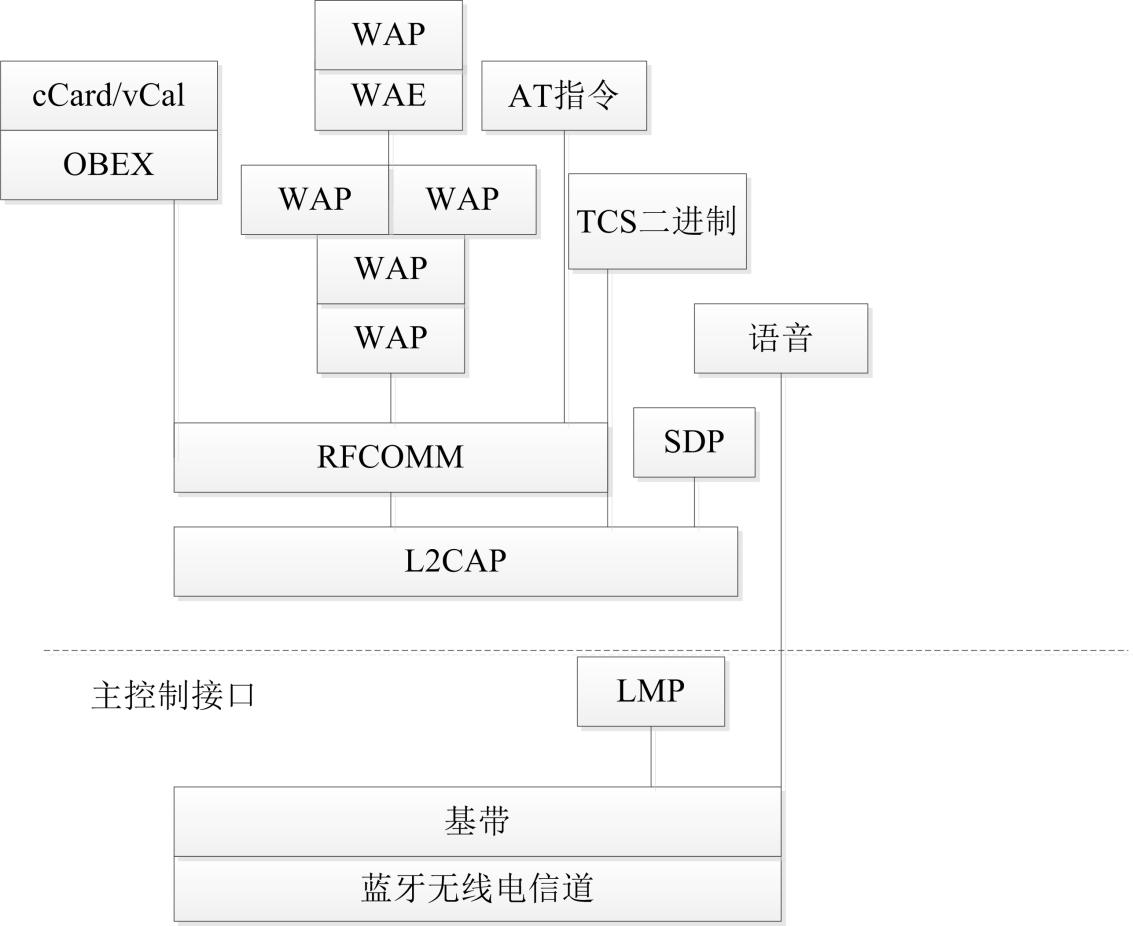 WAP
cCard/vCal
WAE
AT指令
OBEX
WAP
WAP
TCS二进制
WAP
WAP
语音
SDP
RFCOMM
L2CAP
主控制接口
LMP
基带
蓝牙无线电信道